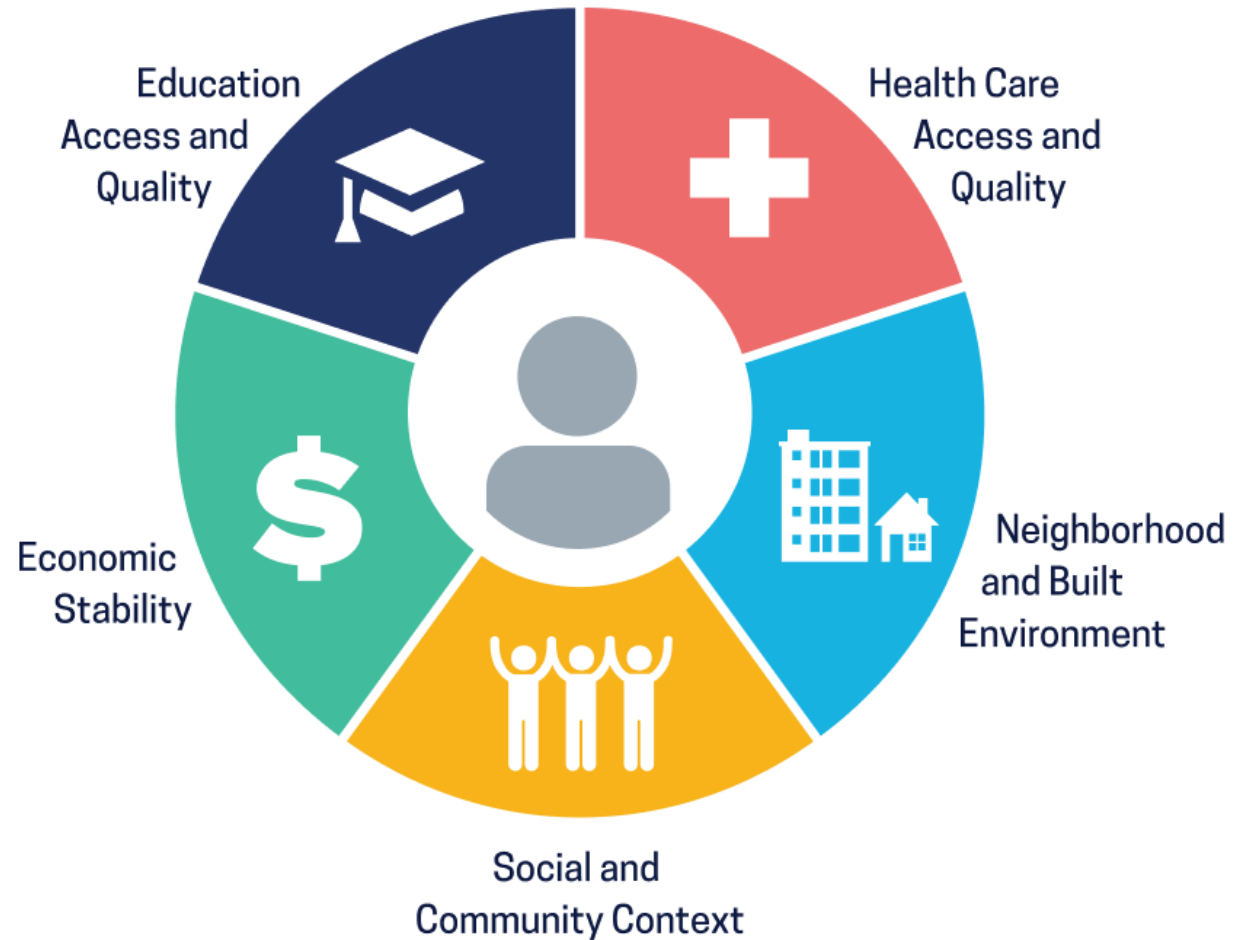 Education
Access and
Quality
Health Care
Access and
Quality
Economic
Stability
Neighborhood
and Built
Environment
Social and
Community Context